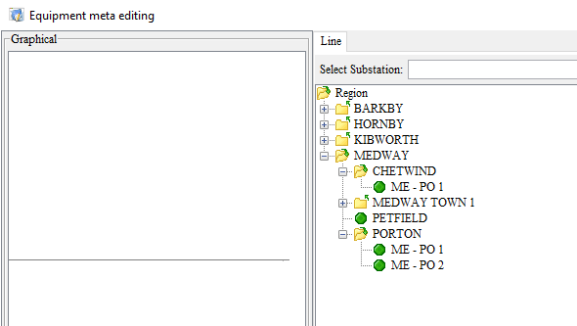 Equipment meta editing
Graphical
Line
Select Substation:
Region
BARKBY
HORNBY
KIBWORTH
MEDWAY
CHETWIND
ME - PO 1
MEDWAY TOWN 1
PETFIELD
PORTON
ME - PO 1
ME - PO 2